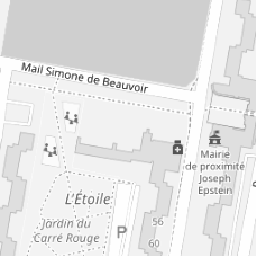 Mail Simone de Beauvoir
Mairie
de proximité
Joseph
Epstein
L'Étoile
Jardin du
Carré Rouge
56
P
60